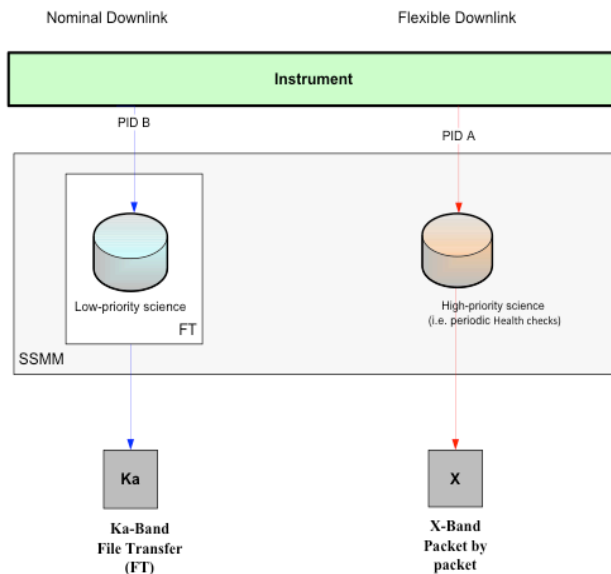 Nominal Downlink
Flexible Downlink
Instrument
PID B
PID A
Low-priority science
FT
High-priority science
(i.e. periodic Health checks)
SSMM
Ka
X
Ka-Band
File Transfer
(FT)
X-Band
Packet by
packet